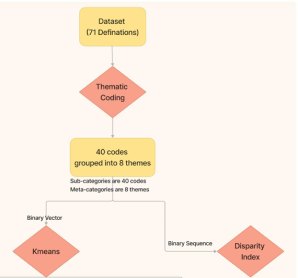 Dataset
(71 Definations)
Thematic
Coding
40 codes
grouped into 8 themes
Sub-categories are 40 codes
Meta-categories are 8 themes
Binary Vector
Binary Sequence
Kmeans
Disparity
Index